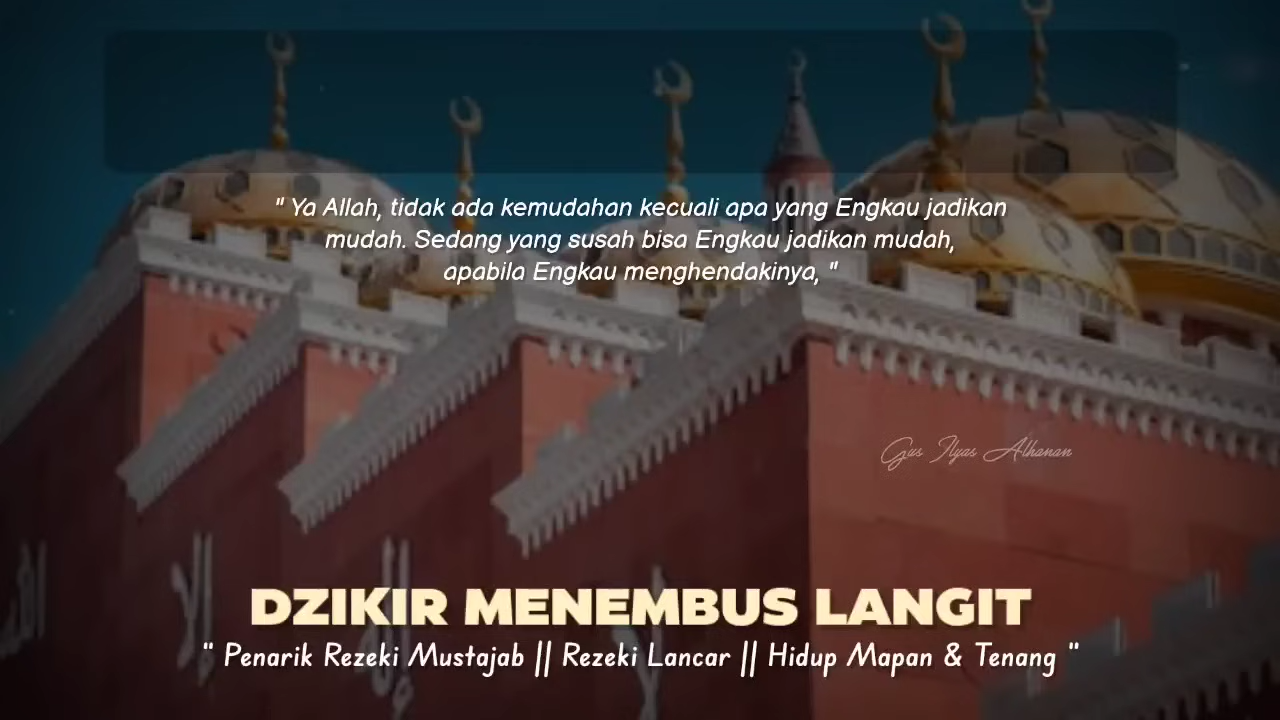 " Ya Allah, tidak ada kemudahan kecuali apa yang Engkau jadikan
mudah. Sedang yang susah bisa Engkau jadikan mudah,
apabila Engkau menghendakinya, "
Gus Ilyas Alhanan
DZIKIR MENEMBUS LANGIT
" Penarik Rezeki Mustajab || Rezeki Lancar || Hidup Mapan & Tenang "